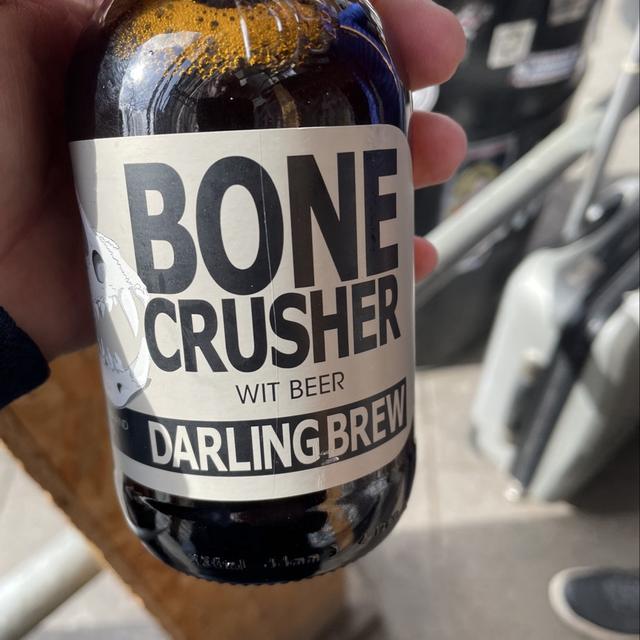 BONE
CRUSHER
WIT BEER
DARLING BREW